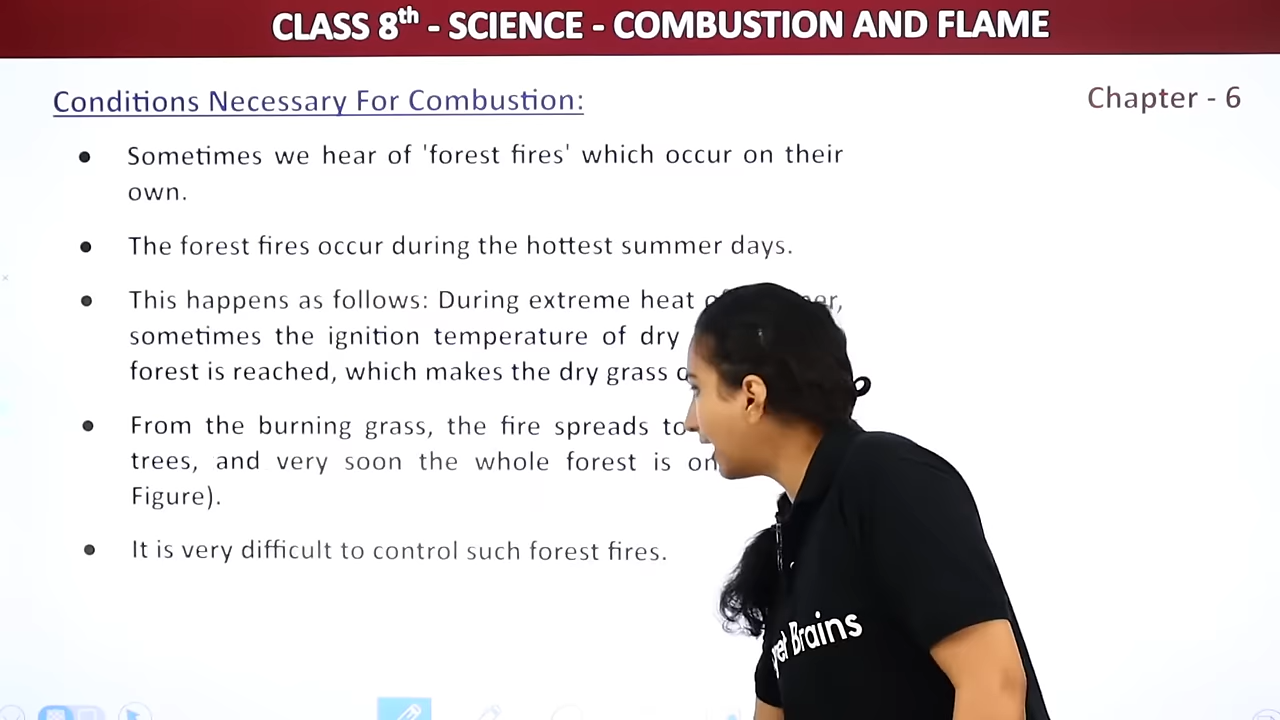 CLASS 8th - SCIENCE - COMBUSTION AND FLAME
Conditions Necessary For Combustion:
Chapter - 6
● Sometimes we hear of 'forest fires' which occur on their
own.
● The forest fires occur during the hottest summer days.
● This happens as follows: During extreme heat
sometimes the ignition temperature of dry
forest is reached, which makes the dry grass
● From the burning grass, the fire spreads to
trees, and very soon the whole forest is on
Figure).
● It is very difficult to control such forest fires.
Brains